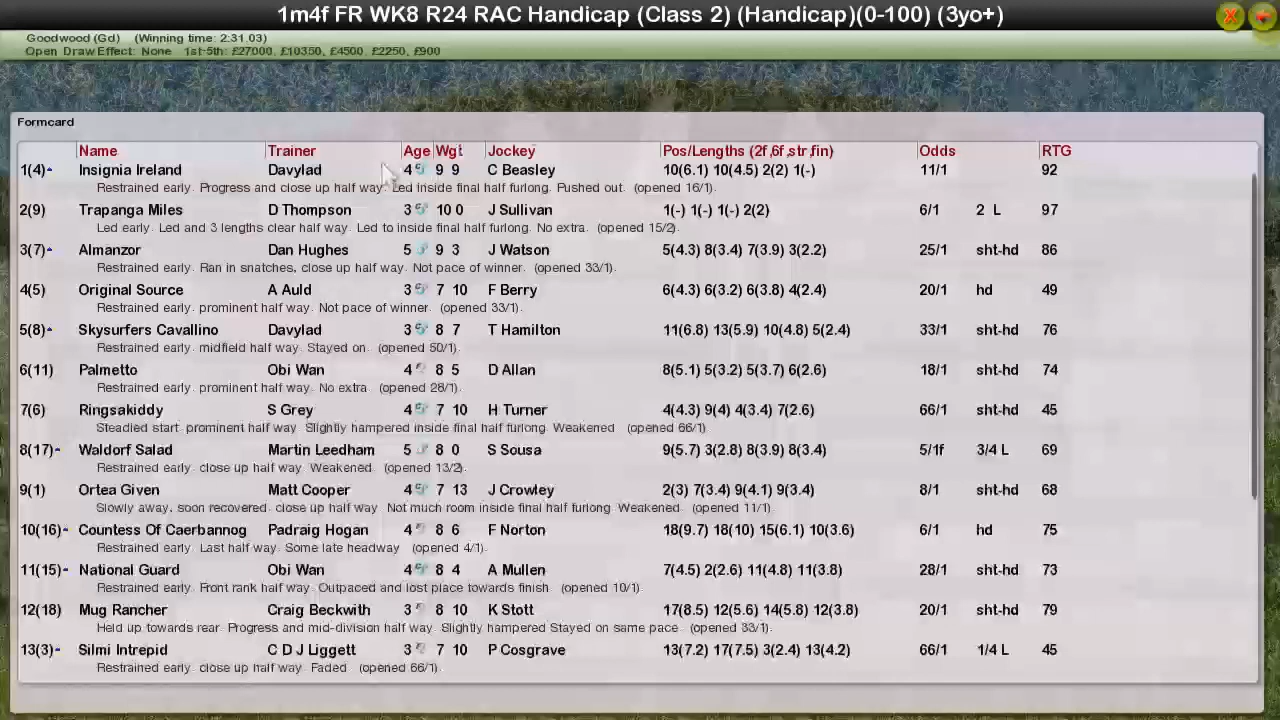 1m4f FR WK8 R24 RAC Handicap (Class 2) (Handicap)(0-100) (3yo+)
Goodwood (Gd) (Winning time: 2:31.03)
Open Draw Effect: None 1st-5th: £27000, £10350, £4500, £2250, £900
Formcard
Name Trainer Age Wgt Jockey Pos/Lengths (2f,6f,str,fin) Odds RTG
1(4) Insignia Ireland Davylad 4 9 9 C Beasley 10(6.1) 10(4.5) 2(2) 1(-) 11/1 92
Restrained early. Progress and close up half way. Led inside final half furlong. Pushed out. (opened 16/1).
2(9) Trapanga Miles D Thompson 3 10 0 J Sullivan 1(-) 1(-) 1(-) 2(2) 6/1 2 L 97
Led early. Led and 3 lengths clear half way. Led to inside final half furlong. No extra. (opened 15/2).
3(7) Almanzor Dan Hughes 5 9 3 J Watson 5(4.3) 8(3.4) 7(3.9) 3(2.2) 25/1 sht-hd 86
Restrained early. Ran in snatches, close up half way. Not pace of winner. (opened 33/1).
4(5) Original Source A Auld 3 7 10 F Berry 6(4.3) 6(3.2) 6(3.8) 4(2.4) 20/1 hd 49
Restrained early. prominent half way. Not pace of winner. (opened 33/1).
5(8) Skysurfers Cavallino Davylad 3 8 7 T Hamilton 11(6.8) 13(5.9) 10(4.8) 5(2.4) 33/1 sht-hd 76
Restrained early. midfield half way. Stayed on. (opened 50/1).
6(11) Palmetto Obi Wan 4 8 5 D Allan 8(5.1) 5(3.2) 5(3.7) 6(2.6) 18/1 sht-hd 74
Restrained early. prominent half way. No extra. (opened 28/1).
7(6) Ringsakiddy S Grey 4 7 10 H Turner 4(4.3) 9(4) 4(3.4) 7(2.6) 66/1 sht-hd 45
Steadied start. prominent half way. Slightly hampered inside final half furlong. Weakened. (opened 66/1).
8(17) Waldorf Salad Martin Leedham 5 8 0 S Sousa 9(5.7) 3(2.8) 8(3.9) 8(3.4) 5/1f 3/4 L 69
Restrained early. close up half way. Weakened. (opened 13/2).
9(1) Ortea Given Matt Cooper 4 7 13 J Crowley 2(3) 7(3.4) 9(4.1) 9(3.4) 8/1 sht-hd 68
Slowly away, soon recovered. close up half way. Not much room inside final half furlong. Weakened. (opened 11/1).
10(16) Countess Of Caerbannog Padraig Hogan 4 8 6 F Norton 18(9.7) 18(10) 15(6.1) 10(3.6) 6/1 hd 75
Restrained early. Last half way. Some late headway. (opened 4/1).
11(15) National Guard Obi Wan 4 8 4 A Mullen 7(4.5) 2(2.6) 11(4.8) 11(3.8) 28/1 sht-hd 73
Restrained early. Front rank half way. Outpaced and lost place towards finish. (opened 10/1)
12(18) Mug Rancher Craig Beckwith 3 8 10 K Stott 17(8.5) 12(5.6) 14(5.8) 12(3.8) 20/1 sht-hd 79
Held up towards rear. Progress and mid-division half way. Slightly hampered Stayed on same pace. (opened 33/1).
13(3) Silmi Intrepid C D J Liggett 3 7 10 P Cosgrave 13(7.2) 17(7.5) 3(2.4) 13(4.2) 66/1 1/4 L 45
Restrained early. close up half way. Faded. (opened 66/1).